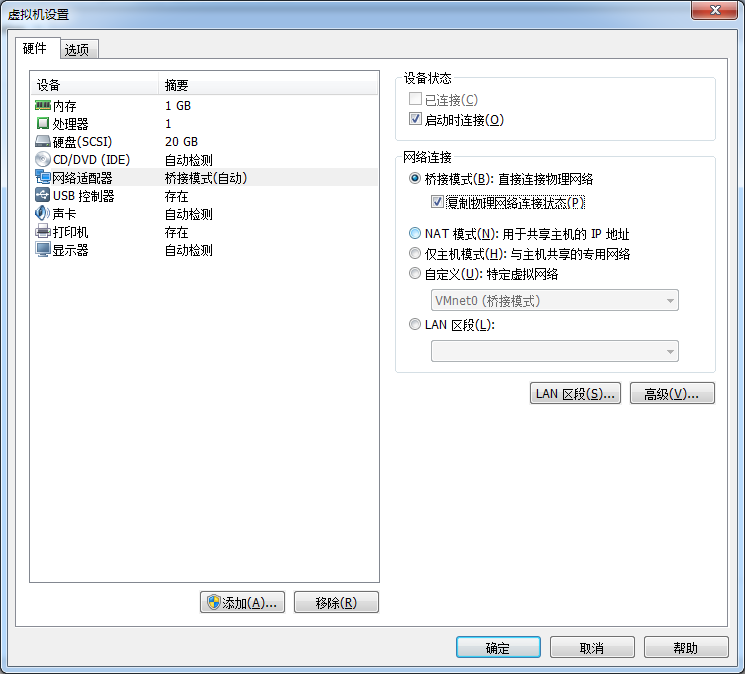 虚拟机设置
硬件 选项
设备 摘要
内存 1 GB
处理器 1
硬盘(SCSI) 20 GB
CD/DVD (IDE) 自动检测
网络适配器 桥接模式(自动)
USB 控制器 存在
声卡 自动检测
打印机 存在
显示器 自动检测
添加(A)... 移除(R)
设备状态
已连接(C)
启动时连接(O)
网络连接
桥接模式(B): 直接连接物理网络
复制物理网络连接状态(P)
NAT 模式(N): 用于共享主机的 IP 地址
仅主机模式(H): 与主机共享的专用网络
自定义(U): 特定虚拟网络
VMnet0 (桥接模式)
LAN 区段(L):
LAN 区段(S)... 高级(V)...
确定 取消 帮助